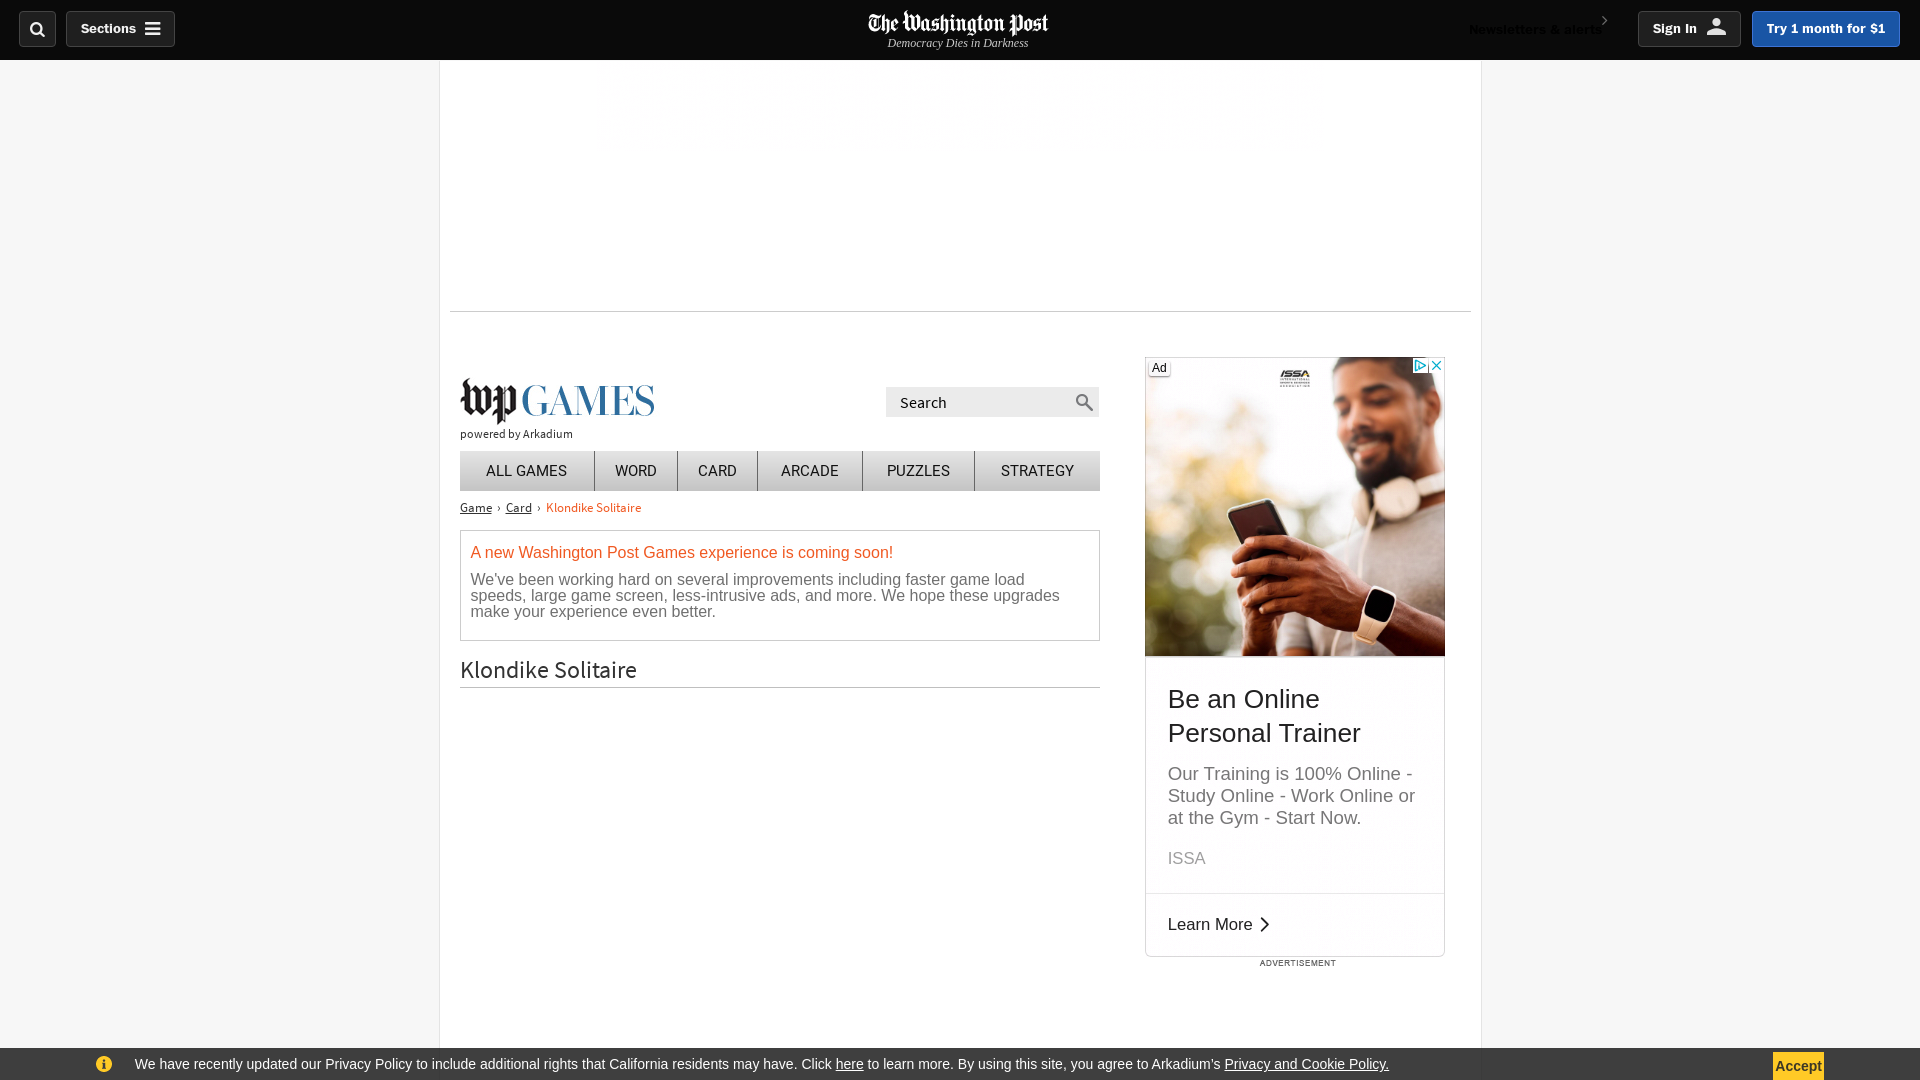 Sections
The Washington Post
Democracy Dies in Darkness
Newsletters & alerts
Sign In
Try 1 month for $1
wp GAMES
powered by Arkadium
Search
ALL GAMES
WORD
CARD
ARCADE
PUZZLES
STRATEGY
Game › Card › Klondike Solitaire
A new Washington Post Games experience is coming soon!
We've been working hard on several improvements including faster game load
speeds, large game screen, less-intrusive ads, and more. We hope these upgrades
make your experience even better.
Klondike Solitaire
Ad
ISSA
Be an Online
Personal Trainer
Our Training is 100% Online -
Study Online - Work Online or
at the Gym - Start Now.
ISSA
Learn More
ADVERTISEMENT
We have recently updated our Privacy Policy to include additional rights that California residents may have. Click here to learn more. By using this site, you agree to Arkadium’s Privacy and Cookie Policy.
Accept